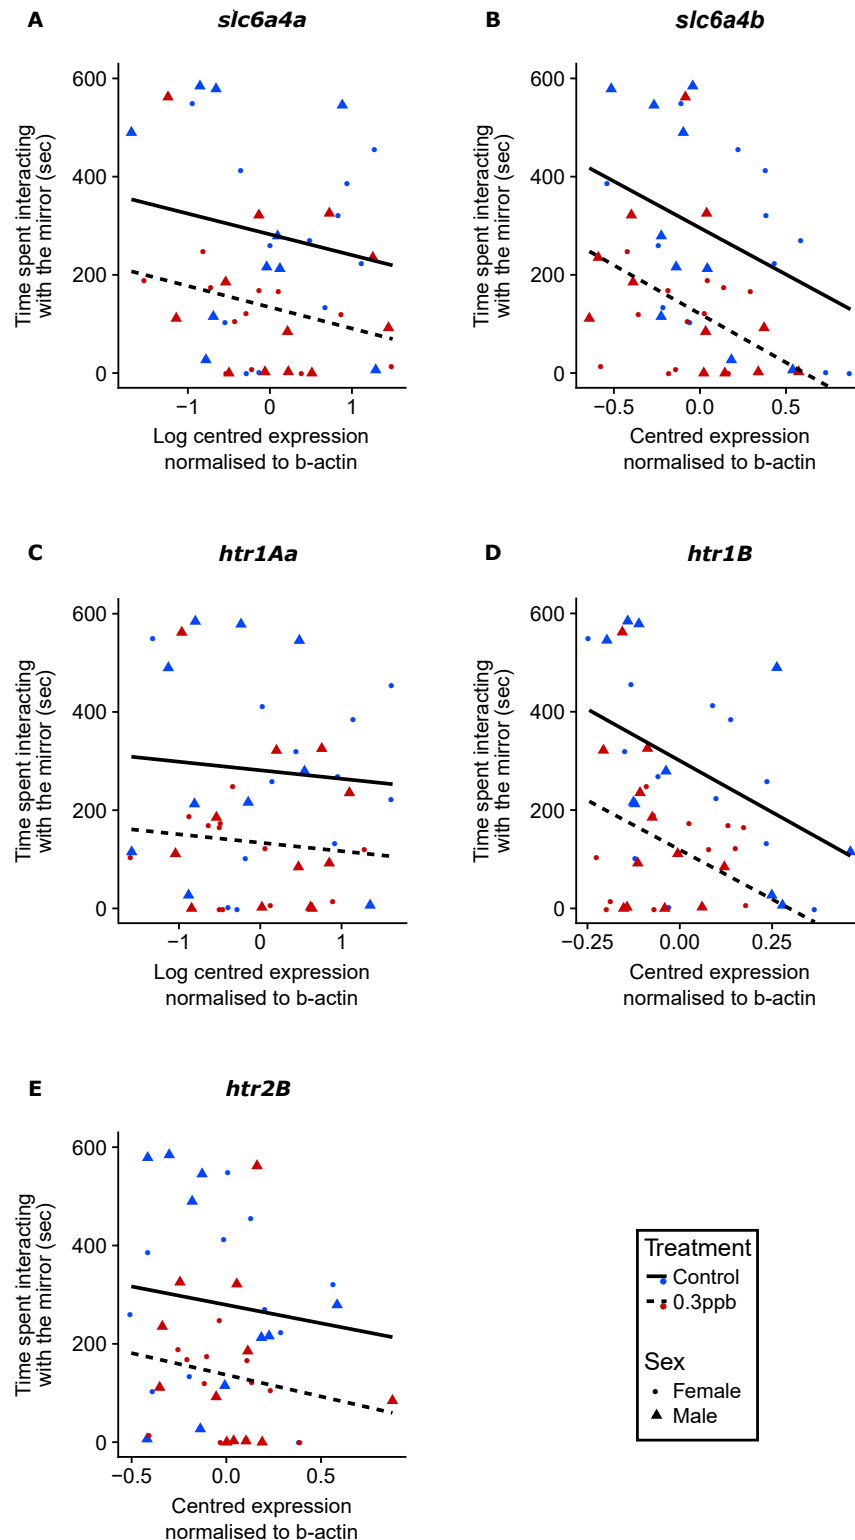 A
slc6a4a
Time spent interacting
with the mirror (sec)
600
400
200
0
−1
0
1
Log centred expression
normalised to b-actin
B
slc6a4b
Time spent interacting
with the mirror (sec)
600
400
200
0
−0.5
0.0
0.5
Centred expression
normalised to b-actin
C
htr1Aa
Time spent interacting
with the mirror (sec)
600
400
200
0
−1
0
1
Log centred expression
normalised to b-actin
D
htr1B
Time spent interacting
with the mirror (sec)
600
400
200
0
−0.25
0.00
0.25
Centred expression
normalised to b-actin
E
htr2B
Time spent interacting
with the mirror (sec)
600
400
200
0
−0.5
0.0
0.5
Centred expression
normalised to b-actin
Treatment
Control
0.3ppb
Sex
Female
Male